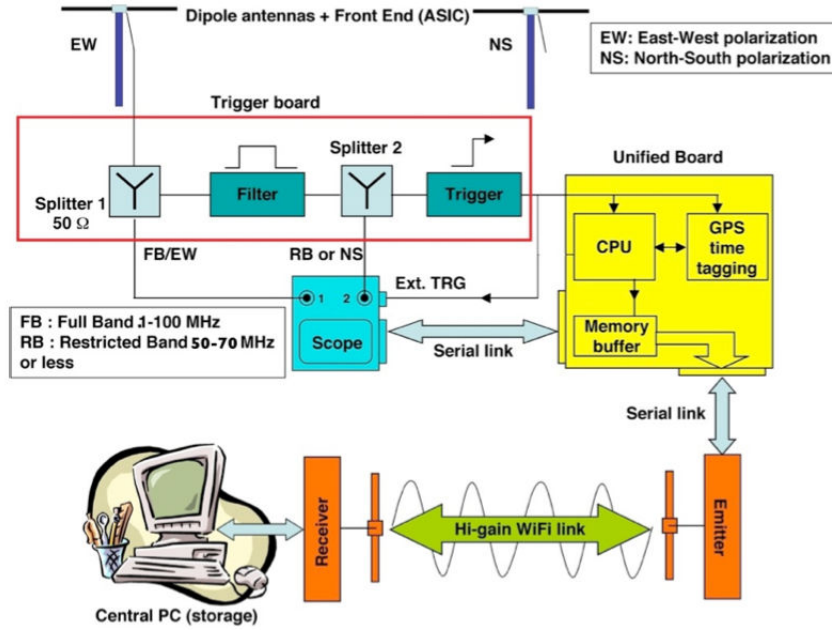 Dipole antennas + Front End (ASIC)
EW
NS
EW: East-West polarization
NS: North-South polarization
Trigger board
Splitter 2
Unified Board
Splitter 1
50 Ω
Filter
Trigger
CPU
GPS
time
tagging
FB/EW
RB or NS
Ext. TRG
1
2
Scope
Memory
buffer
FB : Full Band .1-100 MHz
RB : Restricted Band 50-70 MHz
or less
Serial link
Serial link
Receiver
Hi-gain WiFi link
Emitter
Central PC (storage)